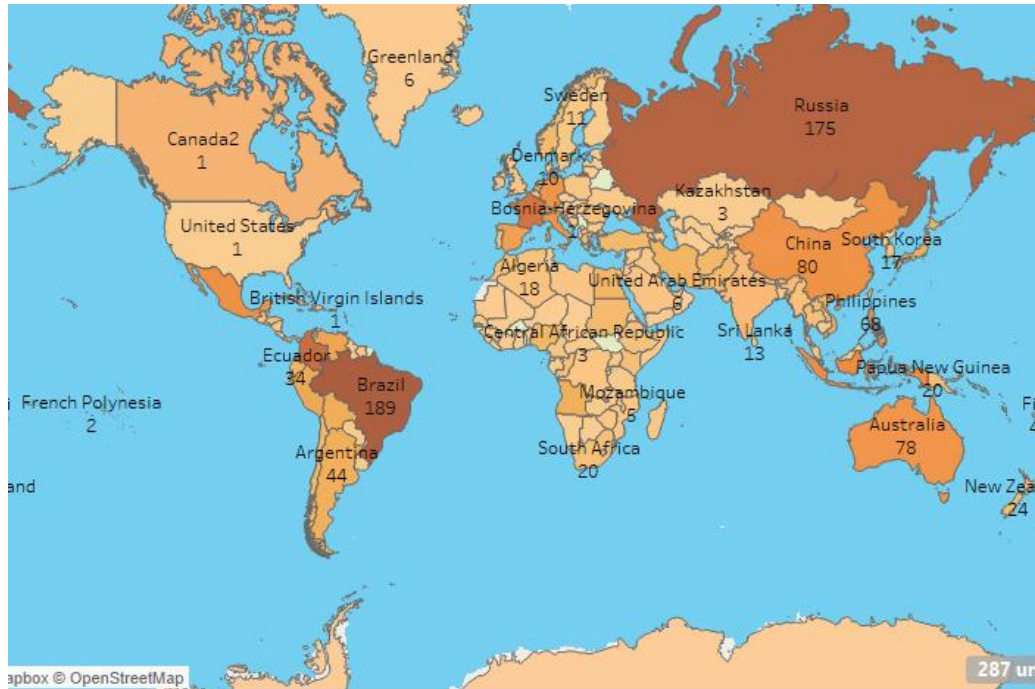 Greenland
6
Sweden
11
Russia
175
Canada2
1
Denmark
10
Kazakhstan
3
Bosnia-Herzegovina
1
United States
1
China
80
South Korea
17
Algeria
18
United Arab Emirates
6
British Virgin Islands
1
Philippines
68
Central African Republic
3
Sri Lanka
13
Ecuador
34
Brazil
189
Papua New Guinea
20
French Polynesia
2
Mozambique
5
Australia
78
Argentina
44
South Africa
20
and
New Zea
24
apbox © OpenStreetMap
287 un